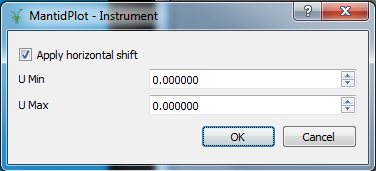 MantidPlot - Instrument
Apply horizontal shift
U Min 0.000000
U Max 0.000000
OK Cancel